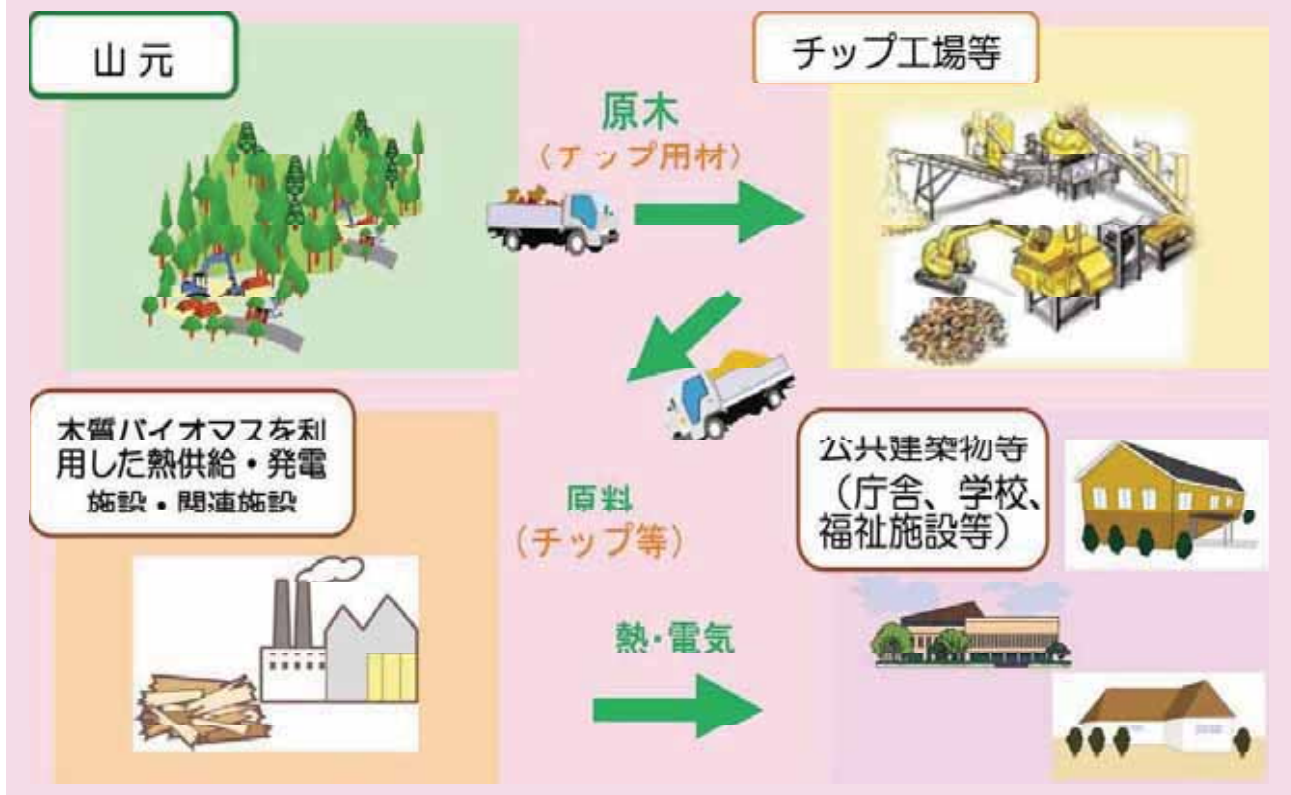 山元
チップ工場等
原木
（チップ用材）
木質バイオマスを利
用した熱供給・発電
施設・関連施設
原料
（チップ等）
公共建築物等
（庁舎、学校、
福祉施設等）
熱・電気